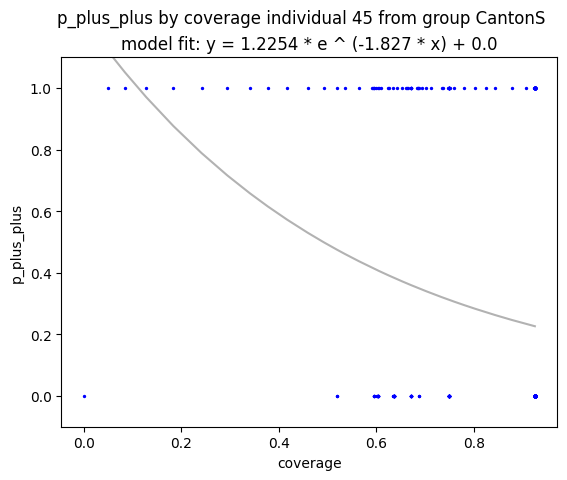 p_plus_plus by coverage individual 45 from group CantonS
model fit: y = 1.2254 * e ^ (-1.827 * x) + 0.0
1.0
0.8
0.6
0.4
0.2
0.0
p_plus_plus
0.0 0.2 0.4 0.6 0.8
coverage